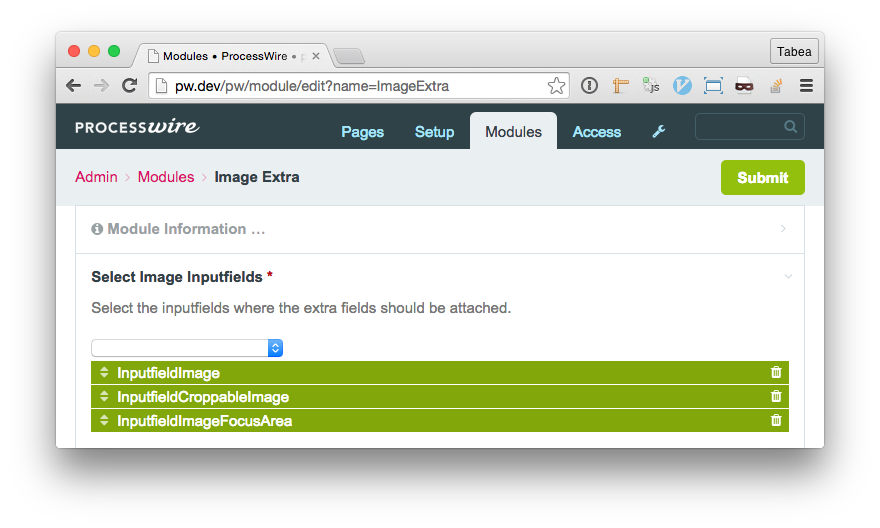 Modules • ProcessWire • p
Tabea
pw.dev/pw/module/edit?name=ImageExtra
JS
PROCESSwire
Pages Setup Modules Access
Admin > Modules > Image Extra
Submit
Module Information ...
Select Image Inputfields *
Select the inputfields where the extra fields should be attached.
InputfieldImage
InputfieldCroppableImage
InputfieldImageFocusArea